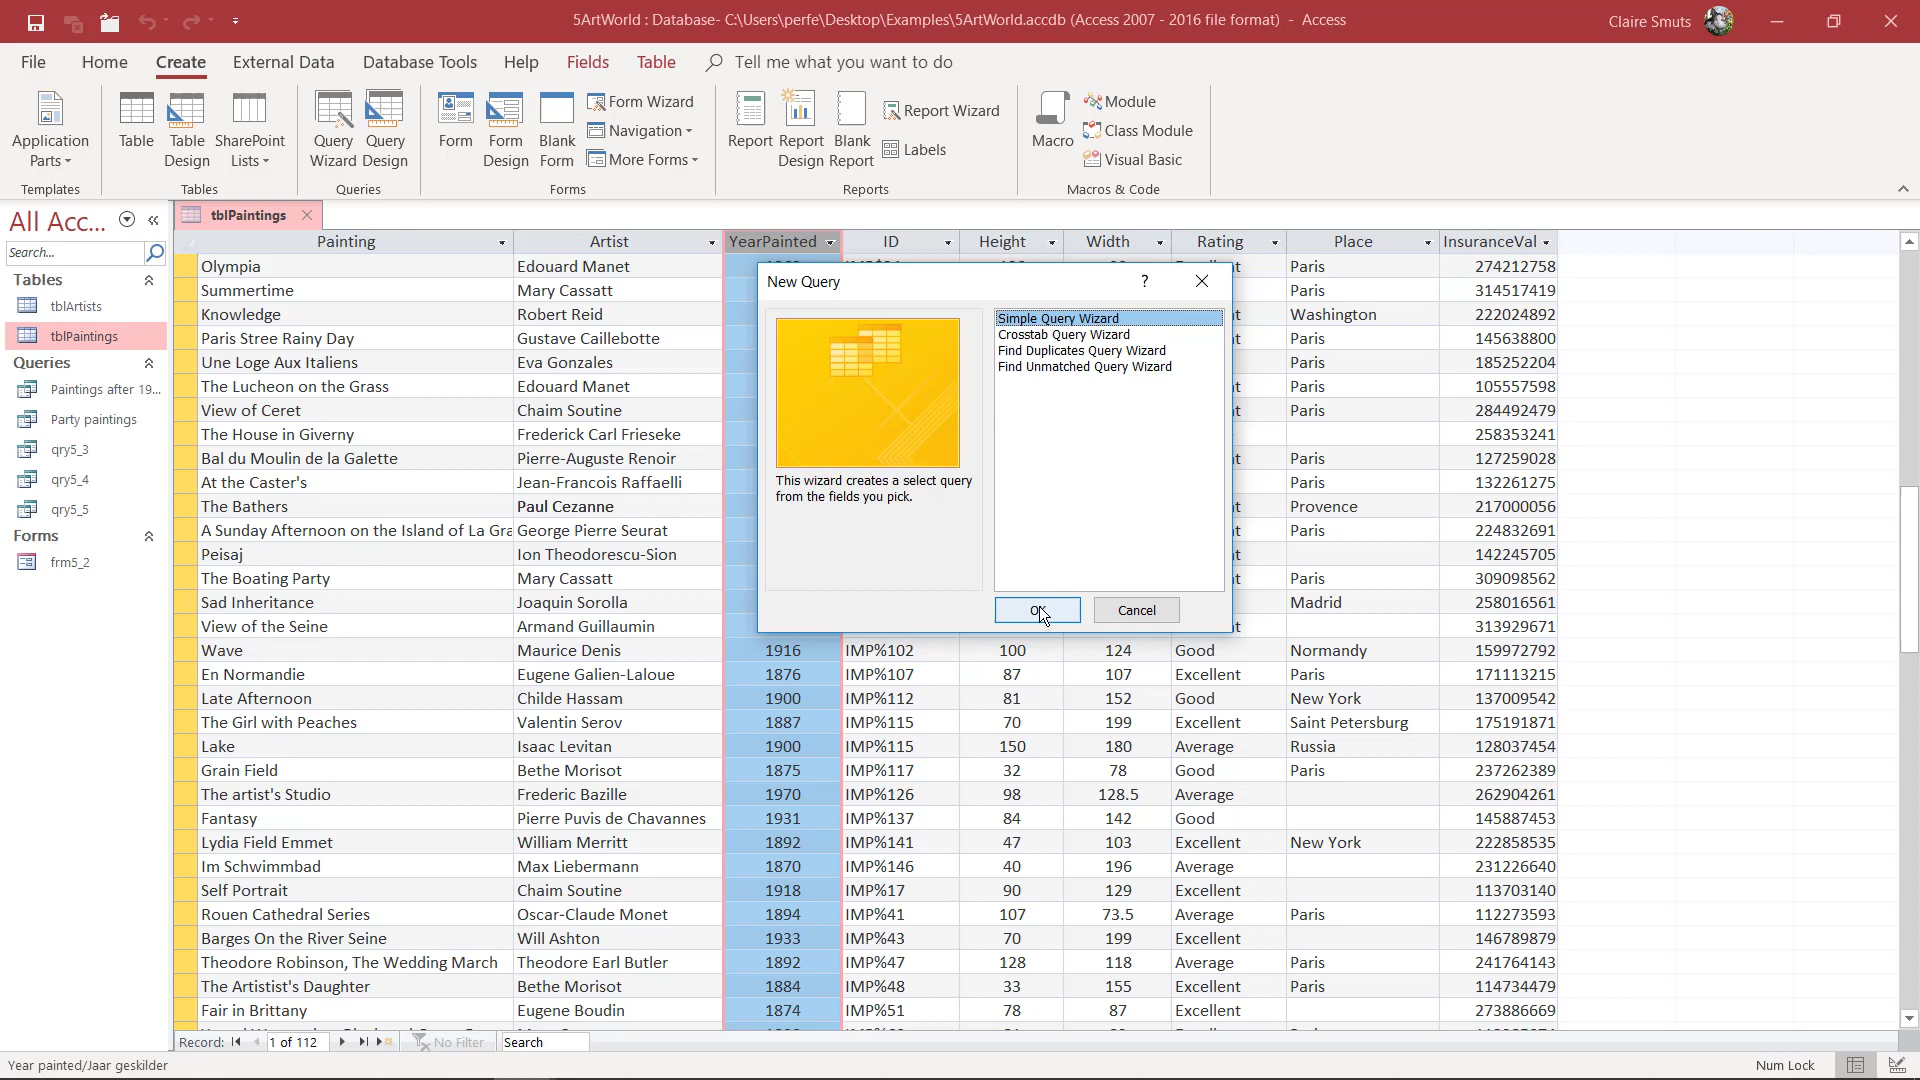 5ArtWorld : Database- C:\Users\perfe\Desktop\Examples\5ArtWorld.accdb (Access 2007 - 2016 file format) - Access
Claire Smuts
File Home Create External Data Database Tools Help Fields Table Tell me what you want to do
Application Parts
Table
Table Design
SharePoint Lists
Query Wizard
Query Design
Form
Form Design
Blank Form
Form Wizard
Navigation
More Forms
Report
Report Design
Blank Report
Report Wizard
Labels
Macro
Module
Class Module
Visual Basic
Templates Tables Queries Forms Reports Macros & Code
All Acc...
Search...
Tables
tblArtists
tblPaintings
Queries
Paintings after 19...
Party paintings
qry5_3
qry5_4
qry5_5
Forms
frm5_2
tblPaintings
Painting Artist YearPainted ID Height Width Rating Place InsuranceVal
Olympia Edouard Manet Paris 274212758
Summertime Mary Cassatt Paris 314517419
Knowledge Robert Reid Washington 222024892
Paris Stree Rainy Day Gustave Caillebotte Paris 145638800
Une Loge Aux Italiens Eva Gonzales Paris 185252204
The Lucheon on the Grass Edouard Manet Paris 105557598
View of Ceret Chaim Soutine Paris 284492479
The House in Giverny Frederick Carl Frieseke 258353241
Bal du Moulin de la Galette Pierre-Auguste Renoir Paris 127259028
At the Caster's Jean-Francois Raffaelli Paris 132261275
The Bathers Paul Cezanne Provence 217000056
A Sunday Afternoon on the Island of La Gra George Pierre Seurat Paris 224832691
Peisaj Ion Theodorescu-Sion 142245705
The Boating Party Mary Cassatt Paris 309098562
Sad Inheritance Joaquin Sorolla Madrid 258016561
View of the Seine Armand Guillaumin 313929671
Wave Maurice Denis 1916 IMP%102 100 124 Good Normandy 159972792
En Normandie Eugene Galien-Laloue 1876 IMP%107 87 107 Excellent Paris 171113215
Late Afternoon Childe Hassam 1900 IMP%112 81 152 Good New York 137009542
The Girl with Peaches Valentin Serov 1887 IMP%115 70 199 Excellent Saint Petersburg 175191871
Lake Isaac Levitan 1900 IMP%115 150 180 Average Russia 128037454
Grain Field Bethe Morisot 1875 IMP%117 32 78 Good Paris 237262389
The artist's Studio Frederic Bazille 1970 IMP%126 98 128.5 Average 262904261
Fantasy Pierre Puvis de Chavannes 1931 IMP%137 84 142 Good 145887453
Lydia Field Emmet William Merritt 1892 IMP%141 47 103 Excellent New York 222858535
Im Schwimmbad Max Liebermann 1870 IMP%146 40 196 Average 231226640
Self Portrait Chaim Soutine 1918 IMP%17 90 129 Excellent 113703140
Rouen Cathedral Series Oscar-Claude Monet 1894 IMP%41 107 73.5 Average Paris 112273593
Barges On the River Seine Will Ashton 1933 IMP%43 70 199 Excellent 146789879
Theodore Robinson, The Wedding March Theodore Earl Butler 1892 IMP%47 128 118 Average Paris 241764143
The Artistist's Daughter Bethe Morisot 1884 IMP%48 33 155 Excellent Paris 114734479
Fair in Brittany Eugene Boudin 1874 IMP%51 78 87 Excellent 273886669
New Query ?
Simple Query Wizard
Crosstab Query Wizard
Find Duplicates Query Wizard
Find Unmatched Query Wizard
This wizard creates a select query
from the fields you pick.
OK Cancel
Record: 1 of 112 No Filter Search
Year painted/Jaar geskilder
Num Lock